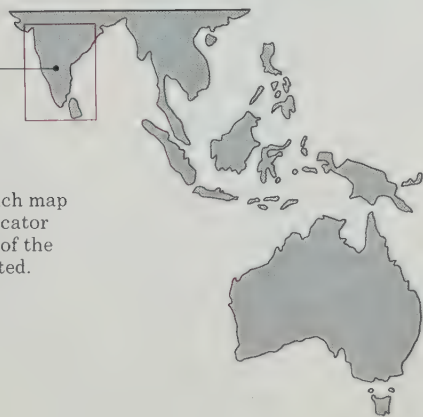 ch map
cator
of the
ted.